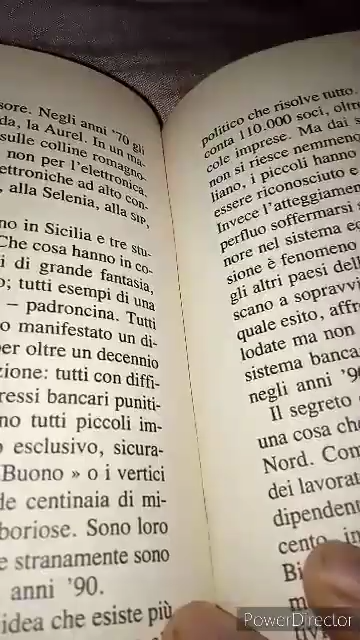 sore. Negli anni '70 gli
da, la Aurel. In un ma-
sulle colline romagno-
non per l'elettronica.
ettroniche ad alto con-
, alla Selenia, alla SIP,
no in Sicilia e tre stu-
Che cosa hanno in co-
i di grande fantasia,
o; tutti esempi di una
– padroncina. Tutti
o manifestato un di-
per oltre un decennio
zione: tutti con diffi-
ressi bancari puniti-
no tutti piccoli im-
o esclusivo, sicura-
Buono » o i vertici
le centinaia di mi-
boriose. Sono loro
e stranamente sono
anni '90.
idea che esiste più
politico che risolve tutto.
conta 110.000 soci, oltre
cole imprese. Ma dai s
non si riesce nemmeno
liano, i piccoli hanno
essere riconosciuto e
Invece l'atteggiamen
perfluo soffermarsi s
nore nel sistema ec
sione è fenomeno
gli altri paesi dell
scano a sopravvi
quale esito, affr
lodate ma non
sistema banca
negli anni '9
Il segreto
una cosa che
Nord. Com
dei lavorat
dipendent
cento in
Bi
m
PowerDirector